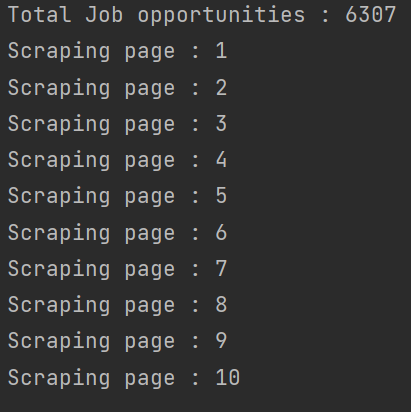 Total Job opportunities : 6307
Scraping page : 1
Scraping page : 2
Scraping page : 3
Scraping page : 4
Scraping page : 5
Scraping page : 6
Scraping page : 7
Scraping page : 8
Scraping page : 9
Scraping page : 10